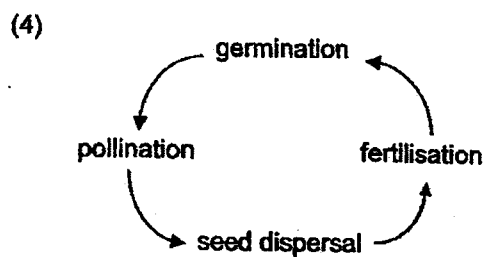 (4)
germination
pollination
fertilisation
seed dispersal